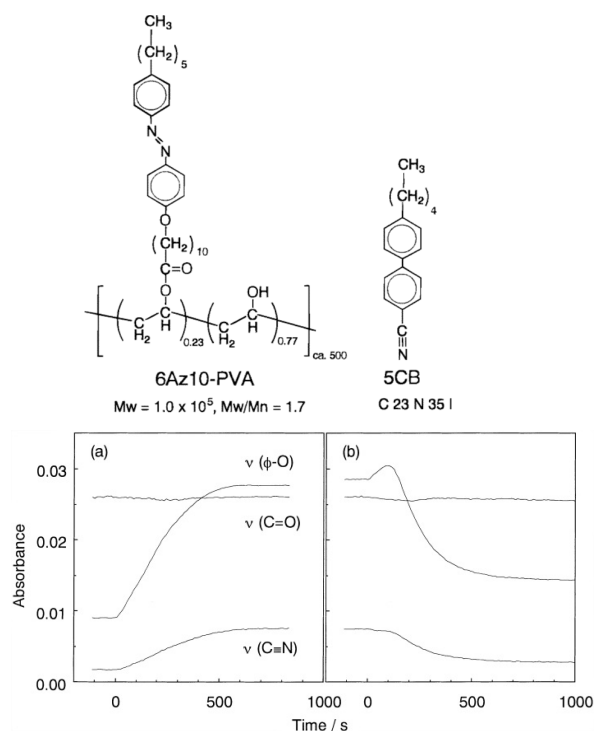 CH3
(CH2)5
N
N
O
(CH2)10
C=O
O
OH
C
H2
C
H
0.23
C
H2
C
H
0.77
ca. 500
6Az10-PVA
Mw = 1.0 x 10⁵, Mw/Mn = 1.7
CH3
(CH2)4
C
N
5CB
C 23 N 35 I
(a)
(b)
ν (ϕ-O)
ν (C=O)
ν (C≡N)
Absorbance
0.03
0.02
0.01
0.00
0
500
1000
0
500
1000
Time / s